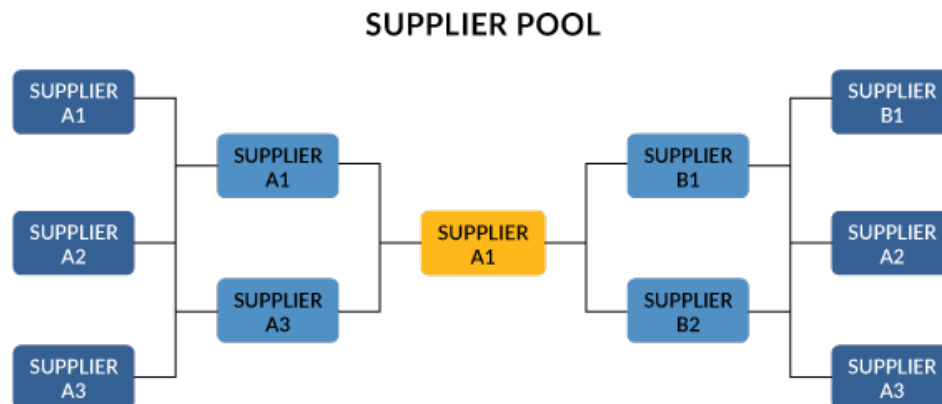 SUPPLIER POOL
SUPPLIER
A1
SUPPLIER
A2
SUPPLIER
A3
SUPPLIER
A1
SUPPLIER
A3
SUPPLIER
A1
SUPPLIER
B1
SUPPLIER
B2
SUPPLIER
B1
SUPPLIER
A2
SUPPLIER
A3